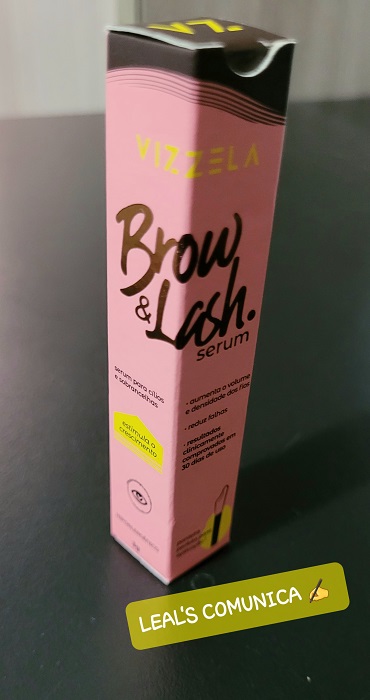 VIZZELA
Brow
& Lash.
serum
serum para cílios
e sobrancelhas
estimula o
crescimento
• aumenta o volume
e densidade dos fios
• reduz falhas
• resultados
clinicamente
comprovados em
30 dias de uso
LEAL'S COMUNICA ✍️